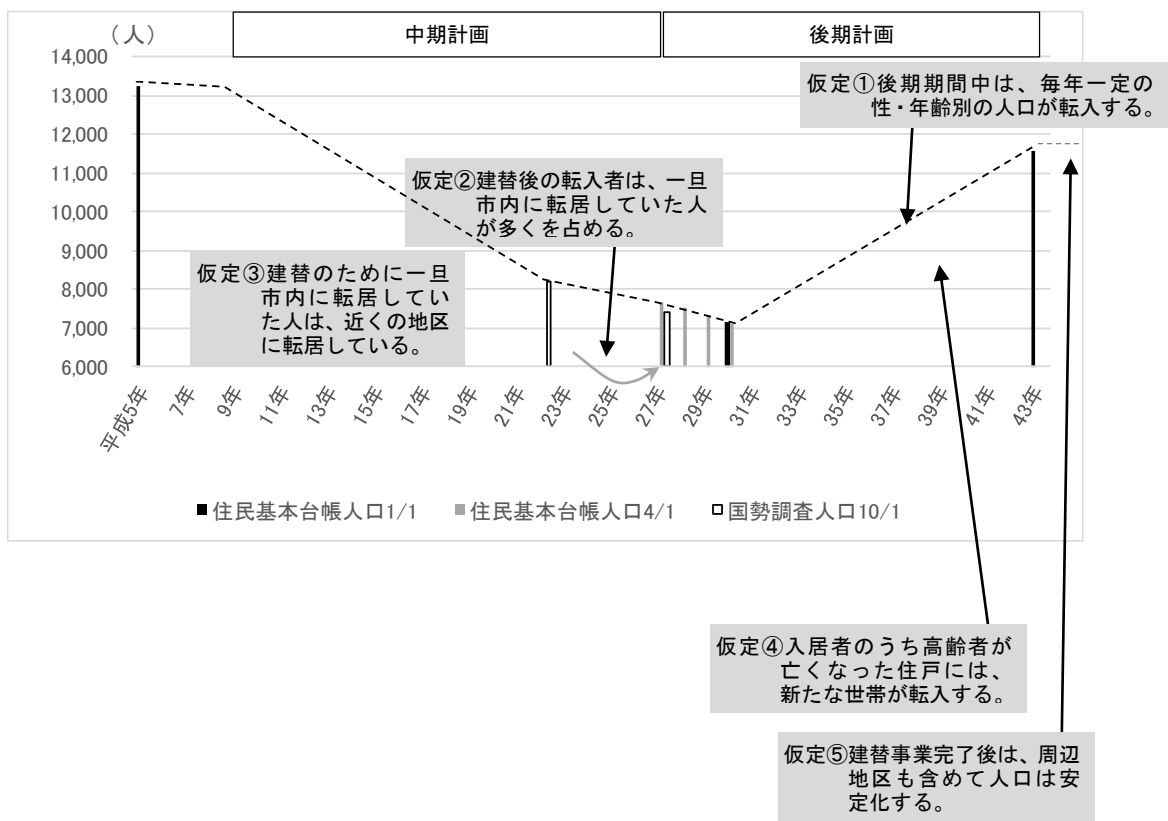 （人）
中期計画
後期計画
14,000
13,000
12,000
11,000
10,000
9,000
8,000
7,000
6,000
仮定①後期期間中は、毎年一定の
性・年齢別の人口が転入する。
仮定②建替後の転入者は、一旦
市内に転居していた人
が多くを占める。
仮定③建替のために一旦
市内に転居してい
た人は、近くの地区
に転居している。
平成5年
7年
9年
11年
13年
15年
17年
19年
21年
23年
25年
27年
29年
31年
33年
35年
37年
39年
41年
43年
住民基本台帳人口1/1
住民基本台帳人口4/1
国勢調査人口10/1
仮定④入居者のうち高齢者が
亡くなった住戸には、
新たな世帯が転入する。
仮定⑤建替事業完了後は、周辺
地区も含めて人口は安
定化する。